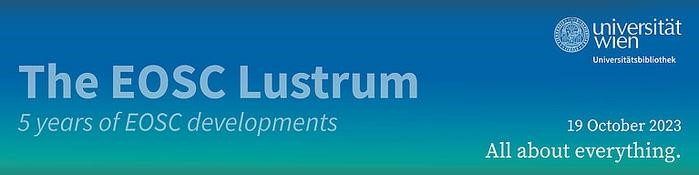 universität
wien
Universitätsbibliothek
The EOSC Lustrum
5 years of EOSC developments
19 October 2023
All about everything.